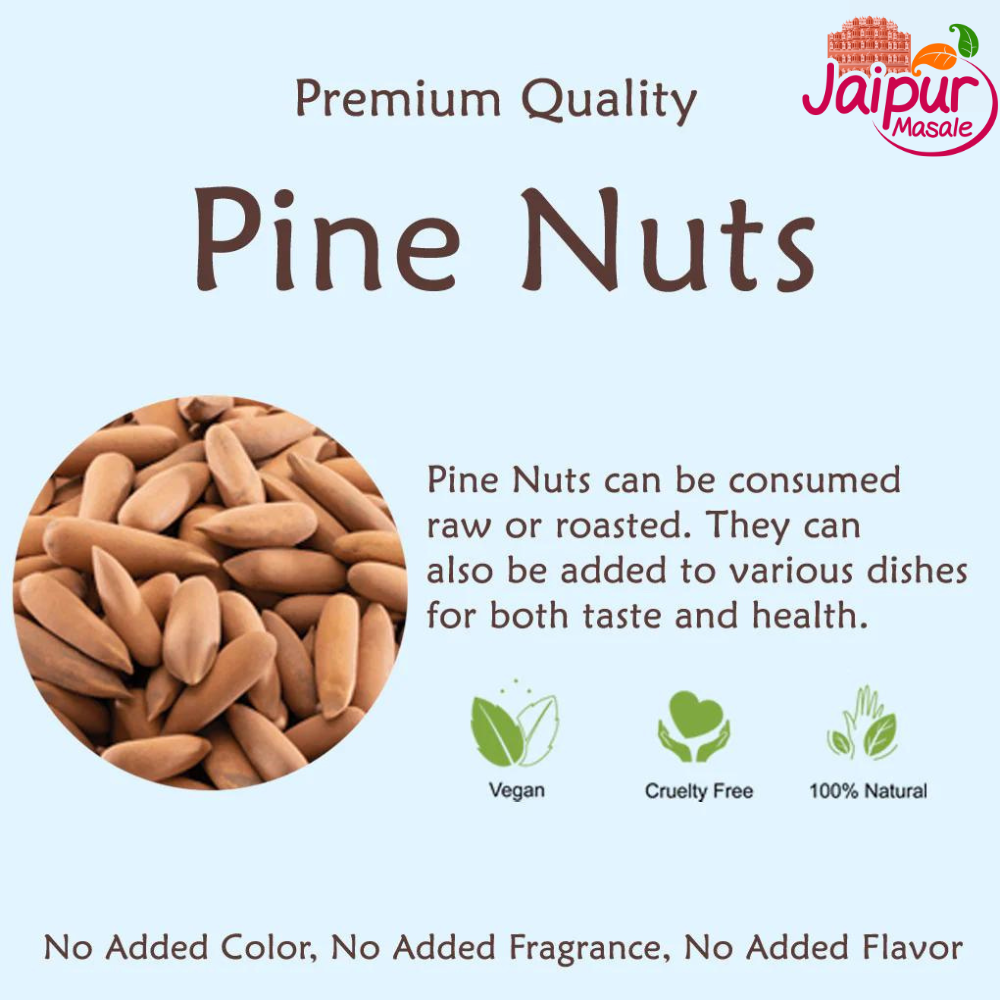 Jaipur
Masale
Premium Quality
Pine Nuts
Pine Nuts can be consumed
raw or roasted. They can
also be added to various dishes
for both taste and health.
Vegan
Cruelty Free
100% Natural
No Added Color, No Added Fragrance, No Added Flavor